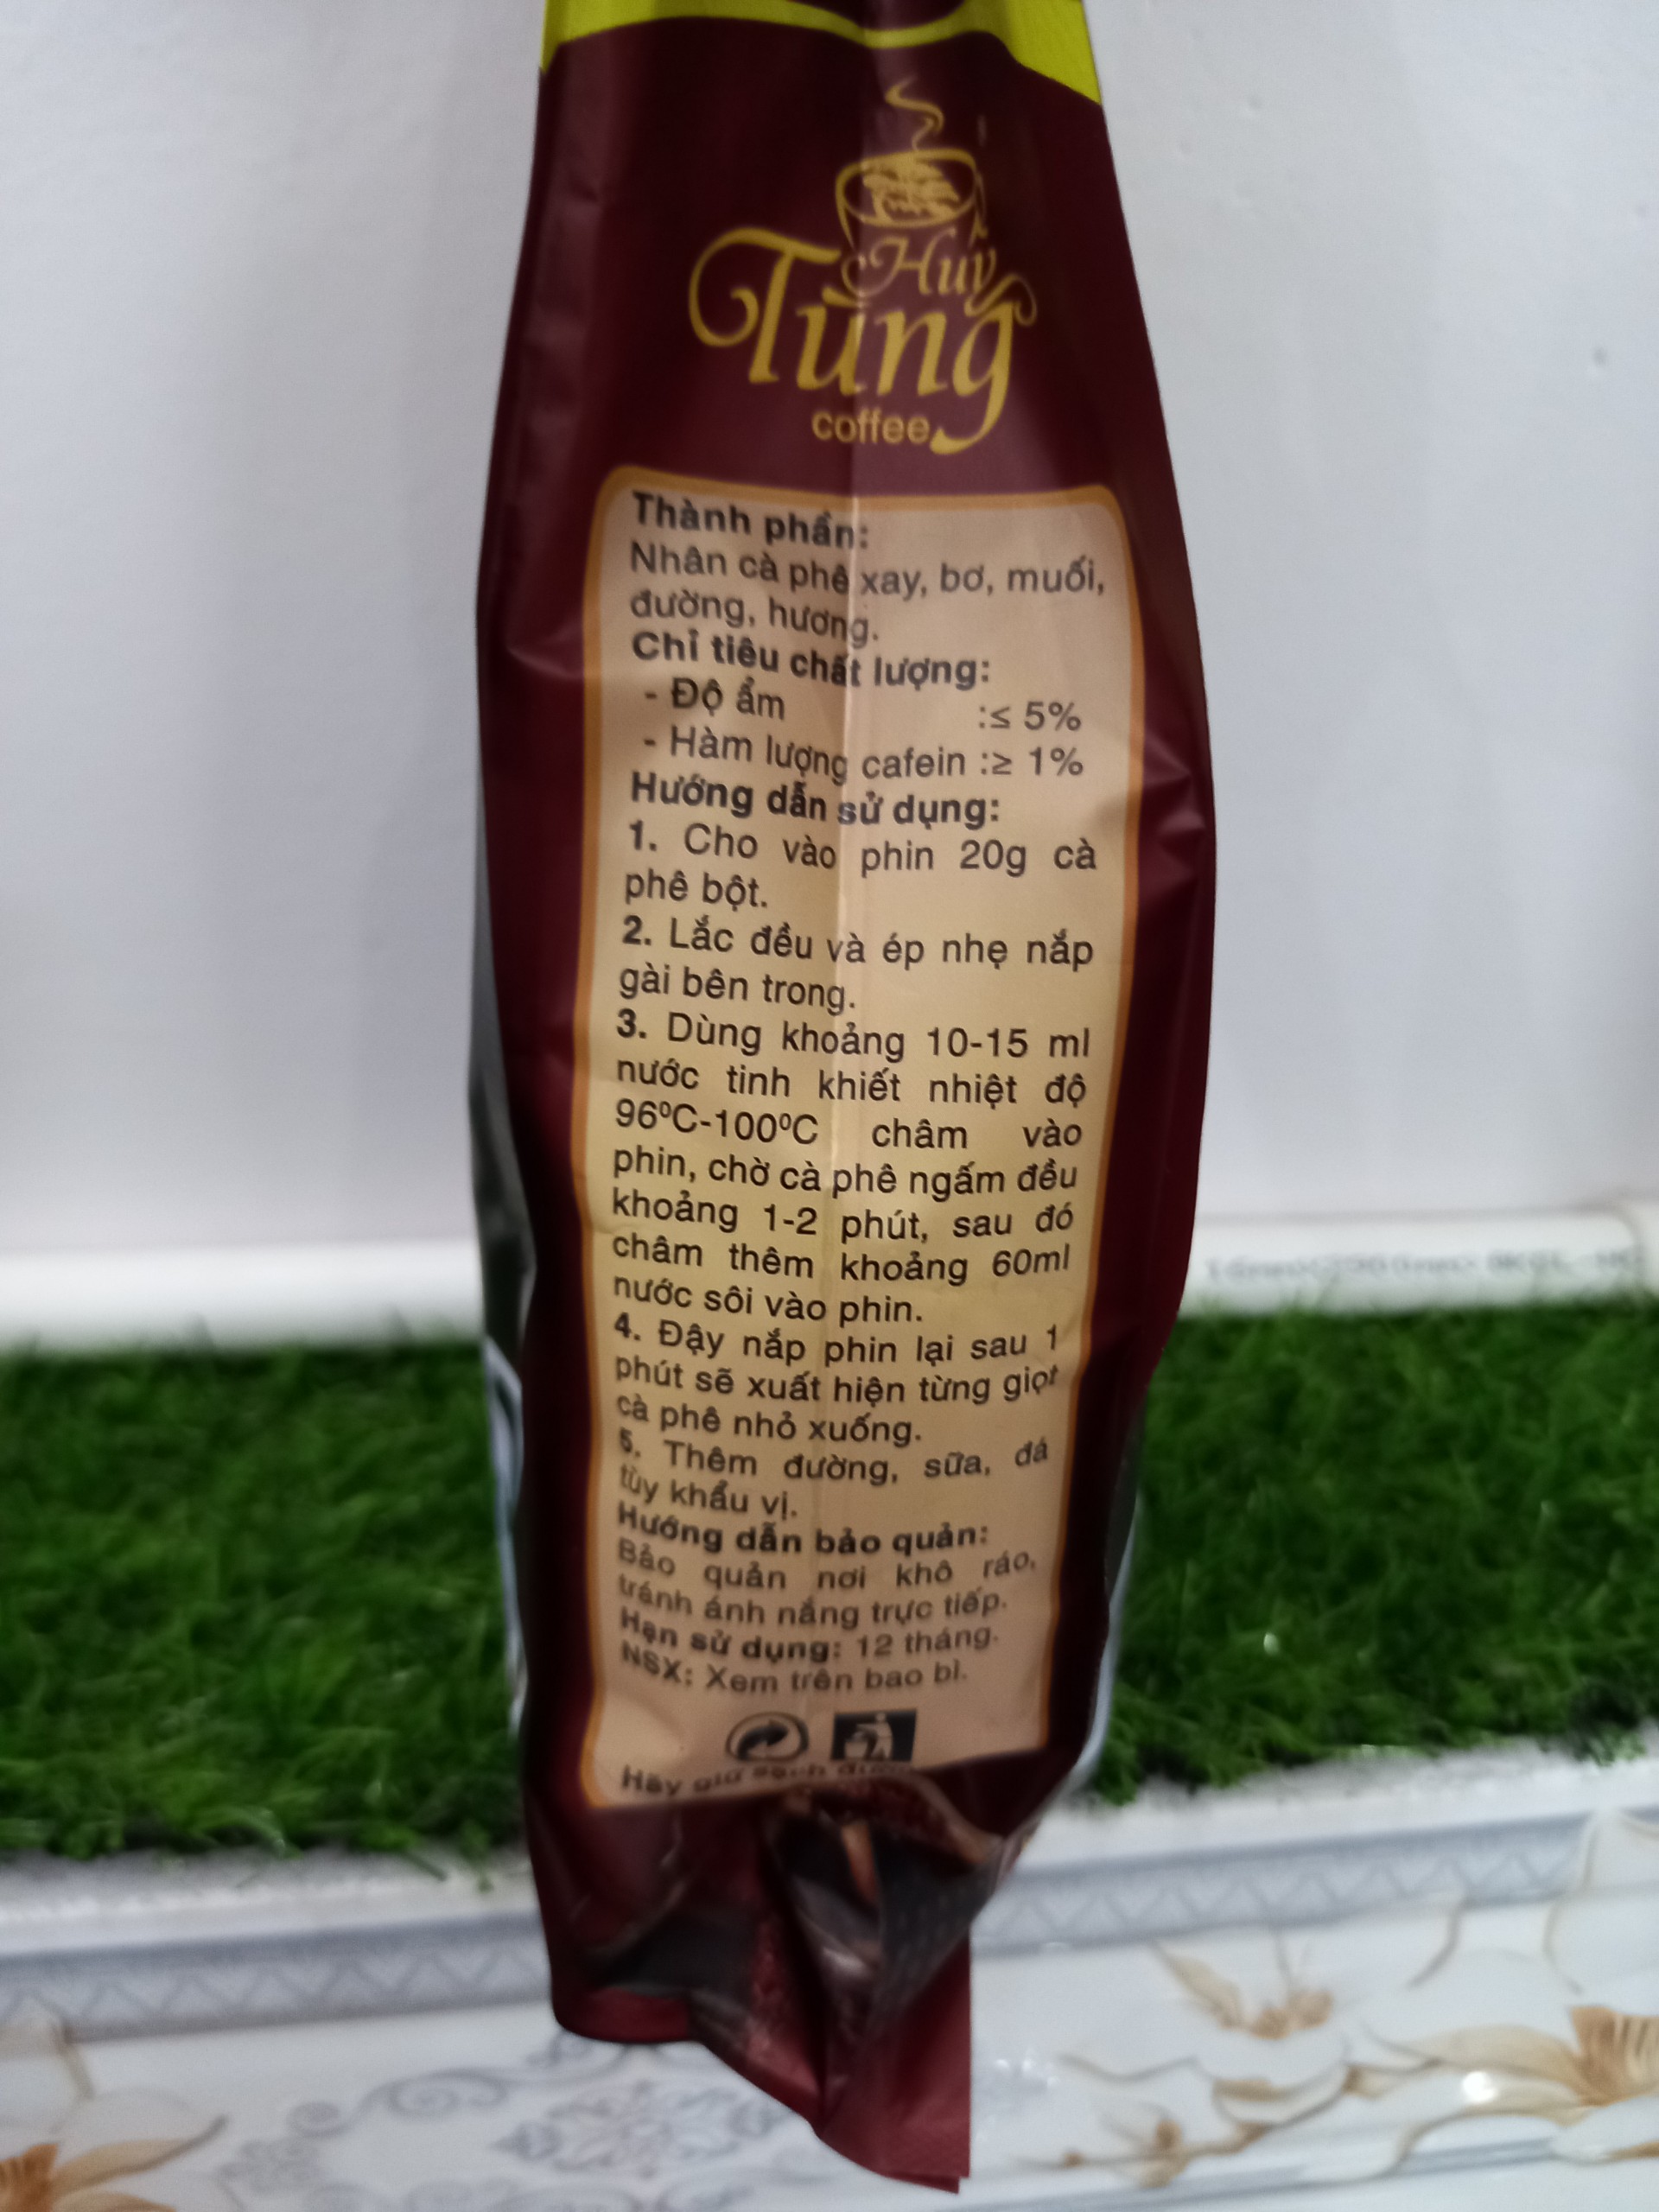 Huy
Tùng
coffee
Thành phần:
Nhân cà phê xay, bơ, muối,
đường, hương.
Chỉ tiêu chất lượng:
- Độ ẩm :≤ 5%
- Hàm lượng cafein :≥ 1%
Hướng dẫn sử dụng:
1. Cho vào phin 20g cà
phê bột.
2. Lắc đều và ép nhẹ nắp
gài bên trong.
3. Dùng khoảng 10-15 ml
nước tinh khiết nhiệt độ
96ºC-100ºC châm vào
phin, chờ cà phê ngấm đều
khoảng 1-2 phút, sau đó
châm thêm khoảng 60ml
nước sôi vào phin.
4. Đậy nắp phin lại sau 1
phút sẽ xuất hiện từng giọt
cà phê nhỏ xuống.
5. Thêm đường, sữa, đá
tùy khẩu vị.
Hướng dẫn bảo quản:
Bảo quản nơi khô ráo,
tránh ánh nắng trực tiếp.
Hạn sử dụng: 12 tháng.
NSX: Xem trên bao bì.
Hãy giữ sạch